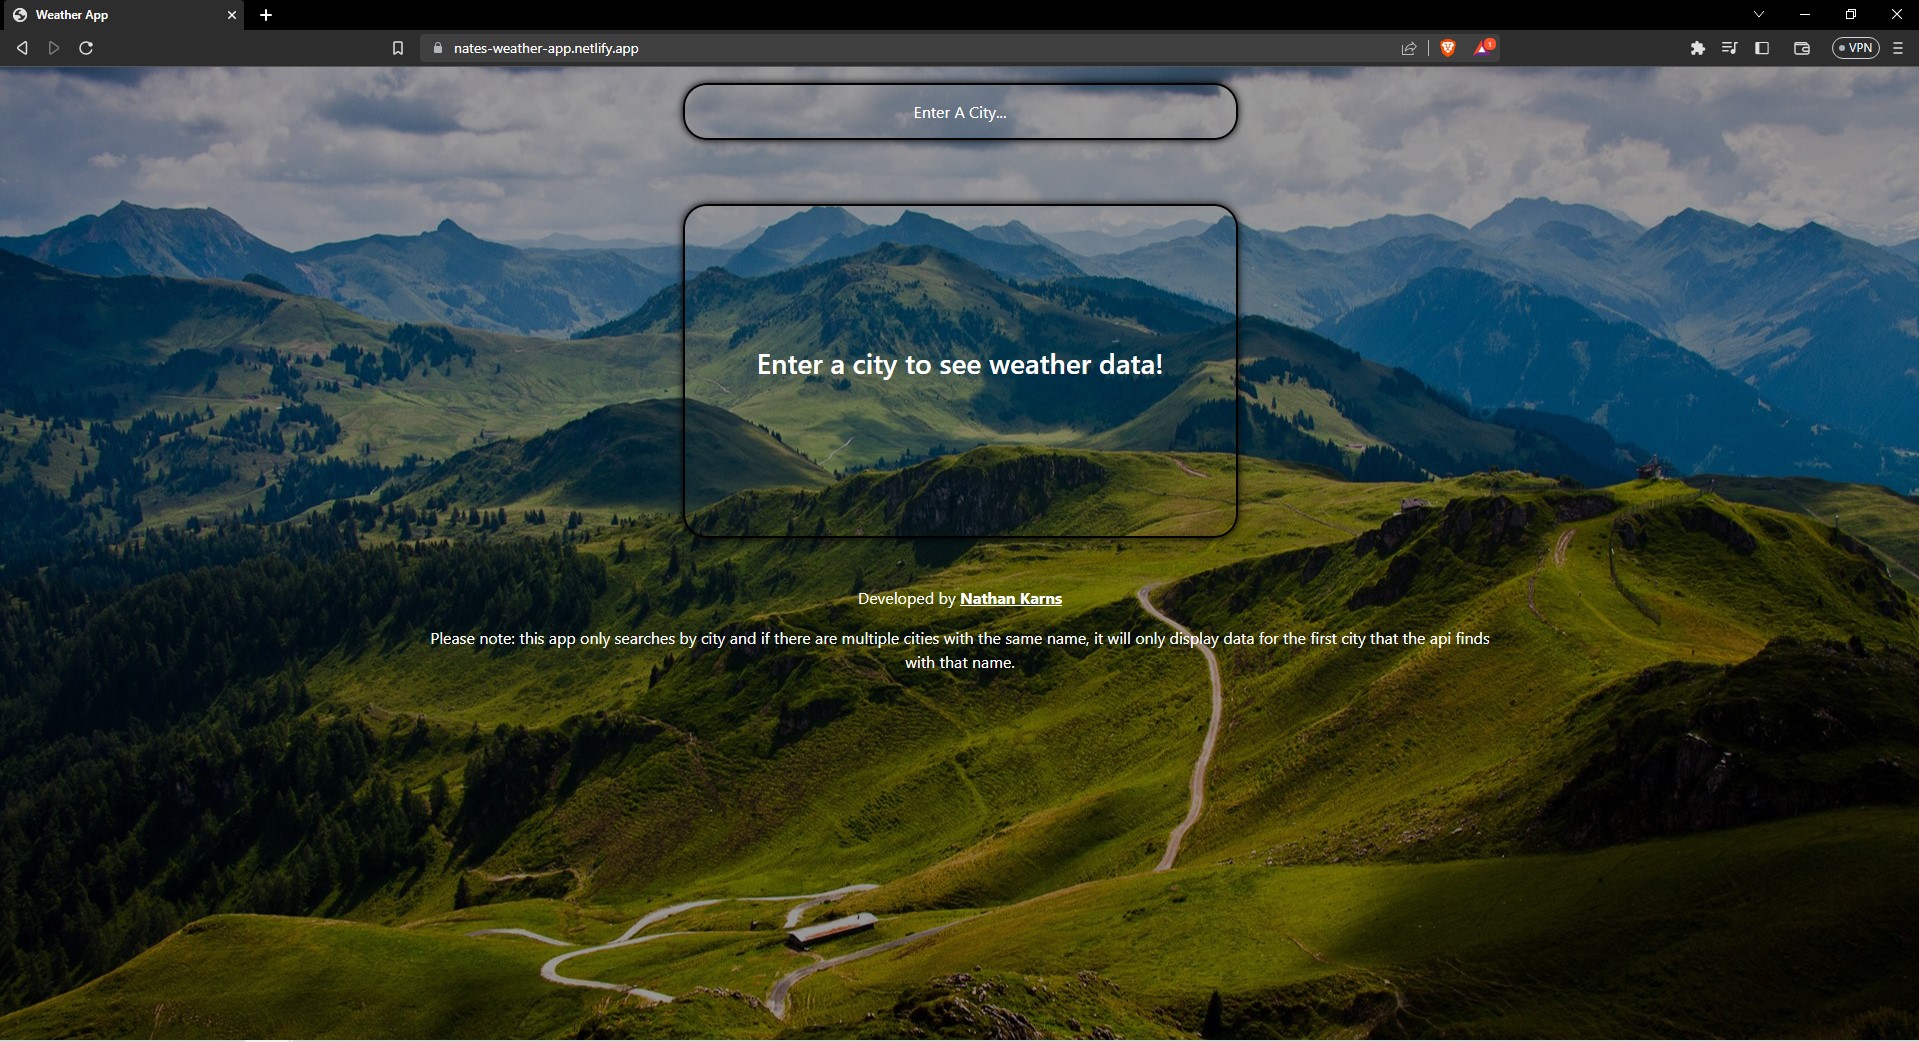 Weather App
nates-weather-app.netlify.app
1
VPN
Enter A City...
Enter a city to see weather data!
Developed by Nathan Karns
Please note: this app only searches by city and if there are multiple cities with the same name, it will only display data for the first city that the api finds
with that name.